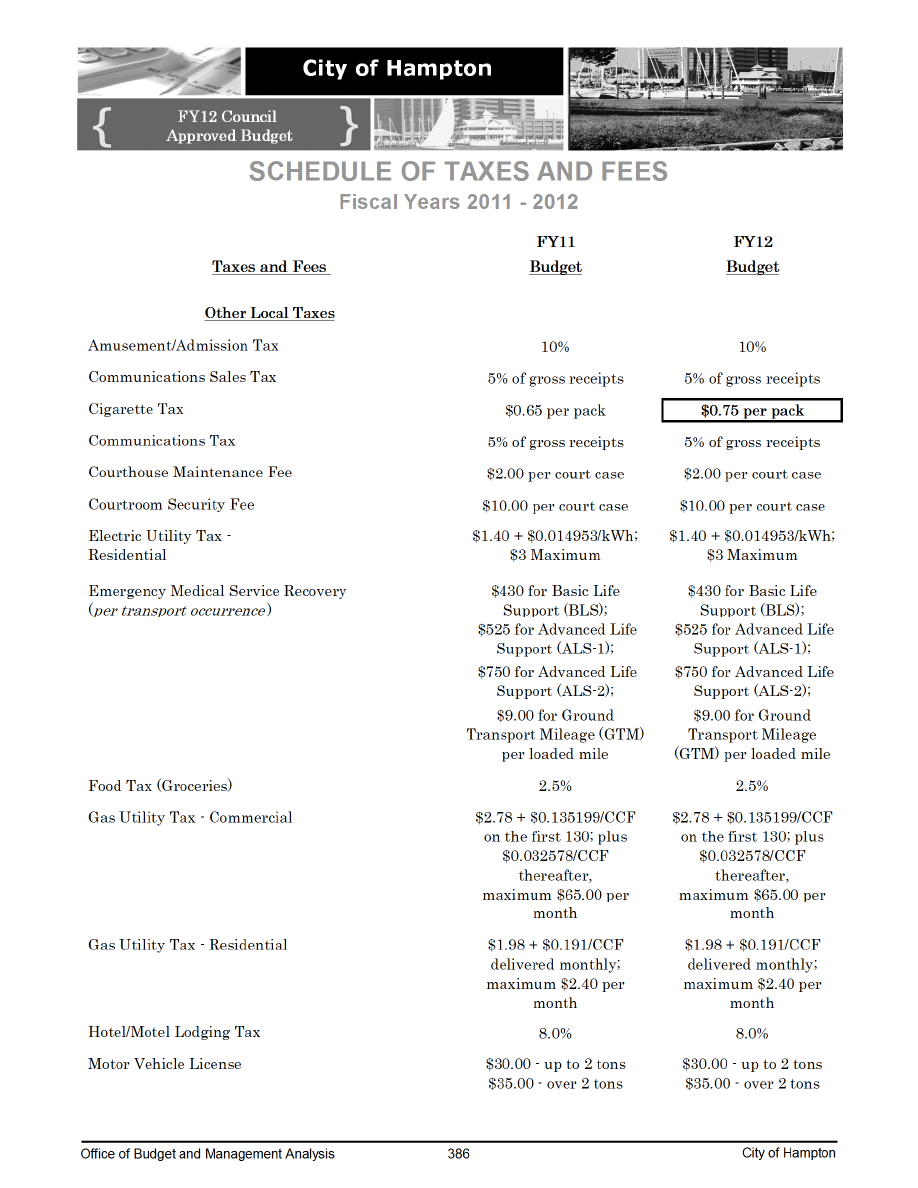 City of Hampton
FY12 Council
Approved Budget
SCHEDULE OF TAXES AND FEES
Fiscal Years 2011 - 2012
FY11 FY12
Taxes and Fees Budget Budget
Other Local Taxes
Amusement/Admission Tax 10% 10%
Communications Sales Tax 5% of gross receipts 5% of gross receipts
Cigarette Tax $0.65 per pack $0.75 per pack
Communications Tax 5% of gross receipts 5% of gross receipts
Courthouse Maintenance Fee $2.00 per court case $2.00 per court case
Courtroom Security Fee $10.00 per court case $10.00 per court case
Electric Utility Tax - $1.40 + $0.014953/kWh; $1.40 + $0.014953/kWh;
Residential $3 Maximum $3 Maximum
Emergency Medical Service Recovery $430 for Basic Life $430 for Basic Life
(per transport occurrence) Support (BLS); Support (BLS);
$525 for Advanced Life $525 for Advanced Life
Support (ALS-1); Support (ALS-1);
$750 for Advanced Life $750 for Advanced Life
Support (ALS-2); Support (ALS-2);
$9.00 for Ground $9.00 for Ground
Transport Mileage (GTM) Transport Mileage
per loaded mile (GTM) per loaded mile
Food Tax (Groceries) 2.5% 2.5%
Gas Utility Tax - Commercial $2.78 + $0.135199/CCF $2.78 + $0.135199/CCF
on the first 130; plus on the first 130; plus
$0.032578/CCF $0.032578/CCF
thereafter, thereafter,
maximum $65.00 per maximum $65.00 per
month month
Gas Utility Tax - Residential $1.98 + $0.191/CCF $1.98 + $0.191/CCF
delivered monthly; delivered monthly;
maximum $2.40 per maximum $2.40 per
month month
Hotel/Motel Lodging Tax 8.0% 8.0%
Motor Vehicle License $30.00 - up to 2 tons $30.00 - up to 2 tons
$35.00 - over 2 tons $35.00 - over 2 tons
Office of Budget and Management Analysis 386 City of Hampton